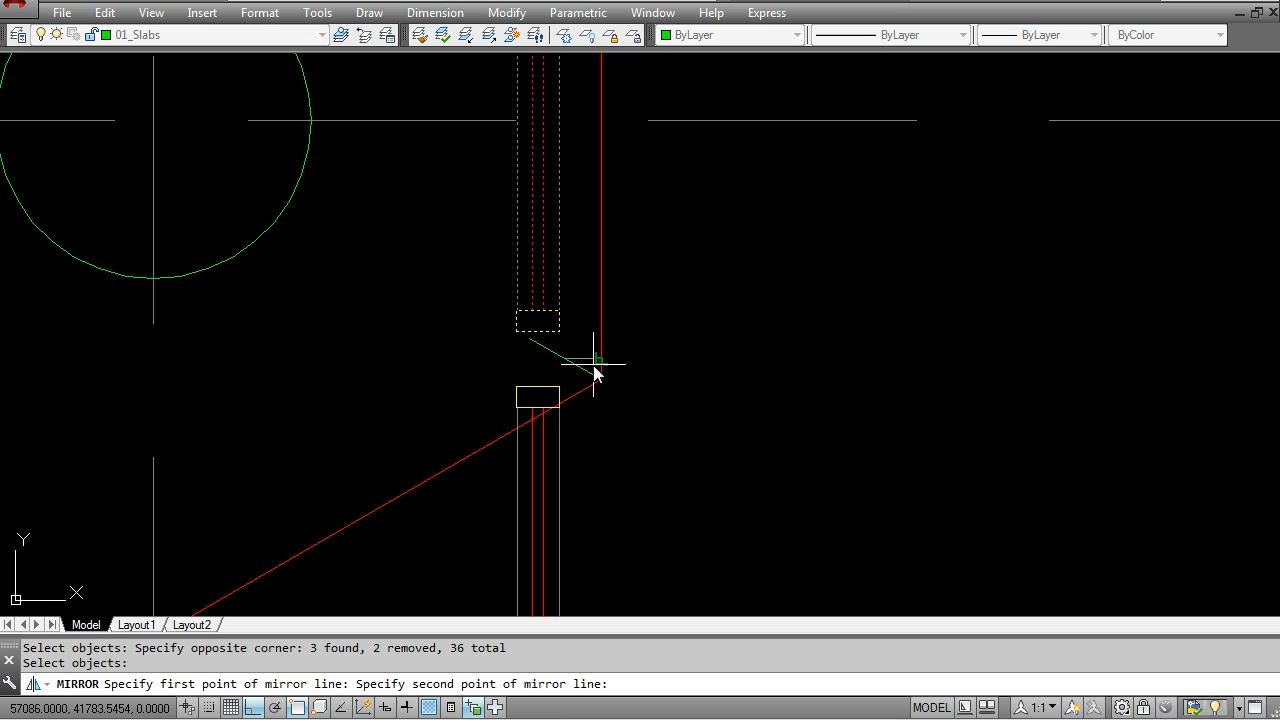 File Edit View Insert Format Tools Draw Dimension Modify Parametric Window Help Express
01_Slabs ByLayer ByLayer ByLayer ByColor
Y
X
Model Layout1 Layout2
Select objects: Specify opposite corner: 3 found, 2 removed, 36 total
Select objects:
MIRROR Specify first point of mirror line: Specify second point of mirror line:
57086.0000, 41783.5454, 0.0000 MODEL 1:1